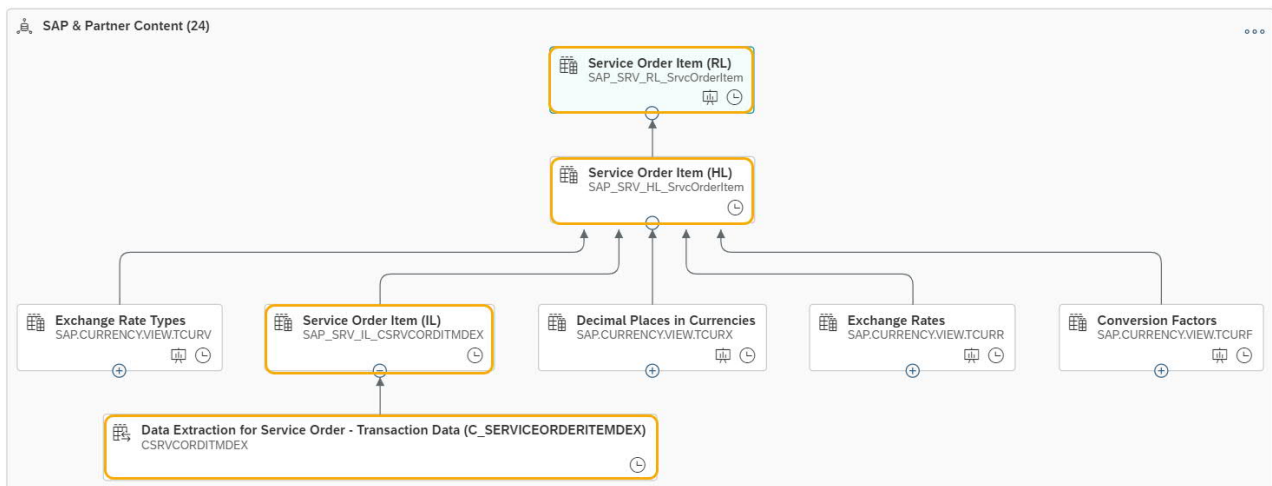 SAP & Partner Content (24)
Service Order Item (RL)
SAP_SRV_RL_SrvcOrderItem
Service Order Item (HL)
SAP_SRV_HL_SrvcOrderItem
Exchange Rate Types
SAP.CURRENCY.VIEW.TCURV
Service Order Item (IL)
SAP_SRV_IL_CSRVCORDITMDEX
Decimal Places in Currencies
SAP.CURRENCY.VIEW.TCURX
Exchange Rates
SAP.CURRENCY.VIEW.TCURR
Conversion Factors
SAP.CURRENCY.VIEW.TCURF
Data Extraction for Service Order - Transaction Data (C_SERVICEORDERITEMDEX)
CSRVCORDITMDEX